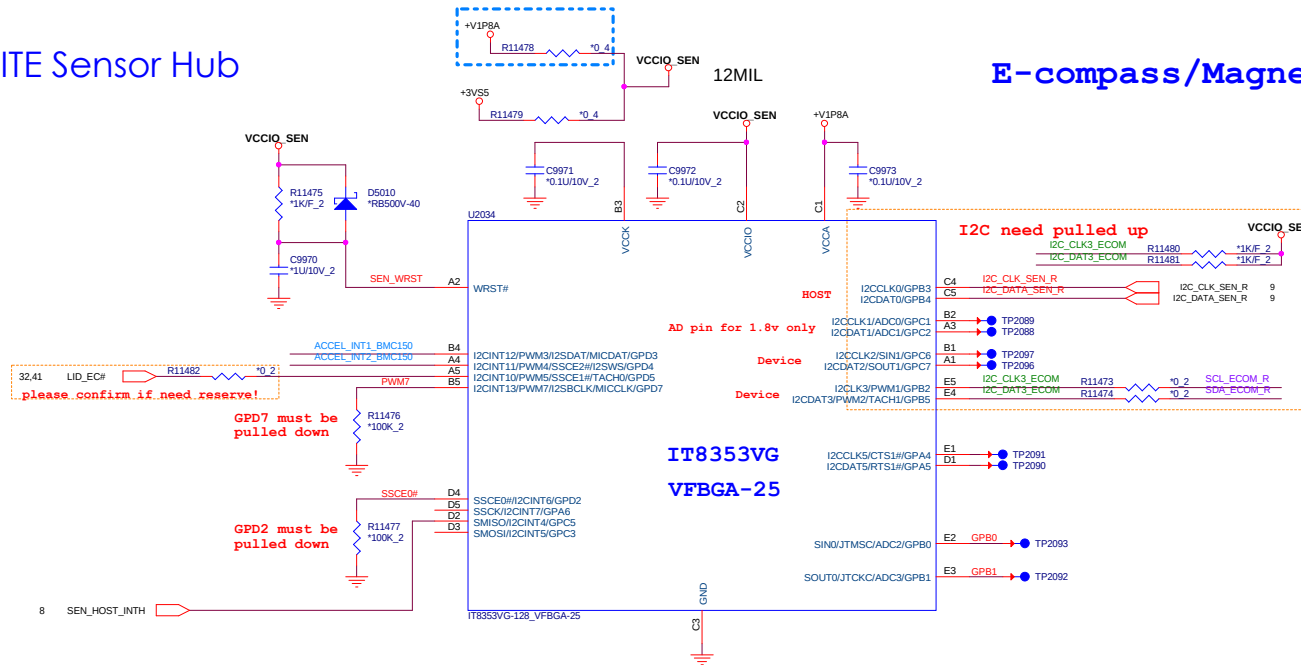 ITE Sensor Hub
E-compass/Magne
+V1P8A
R11478 *0_4
VCCIO_SEN
12MIL
+3VS5
R11479 *0_4
VCCIO_SEN
+V1P8A
VCCIO_SEN
C9971
*0.1U/10V_2
C9972
*0.1U/10V_2
C9973
*0.1U/10V_2
R11475
*1K/F_2
D5010
*RB500V-40
C9970
*1U/10V_2
U2034
B3
C2
C1
VCCK
VCCIO
VCCA
I2C need pulled up
VCCIO_SE
I2C_CLK3_ECOM R11480 *1K/F_2
I2C_DAT3_ECOM R11481 *1K/F_2
SEN_WRST A2 WRST#
HOST
I2CCLK0/GPB3 C4 I2C_CLK_SEN_R I2C_CLK_SEN_R 9
I2CDAT0/GPB4 C5 I2C_DATA_SEN_R I2C_DATA_SEN_R 9
AD pin for 1.8v only
I2CCLK1/ADC0/GPC1 B2 TP2089
I2CDAT1/ADC1/GPC2 A3 TP2088
ACCEL_INT1_BMC150 B4 I2CINT12/PWM3/I2SDAT/MICDAT/GPD3
ACCEL_INT2_BMC150 A4 I2CINT11/PWM4/SSCE2#/I2SWS/GPD4
32,41 LID_EC# R11482 *0_2 A5 I2CINT10/PWM5/SSCE1#/TACH0/GPD5
PWM7 B5 I2CINT13/PWM7/I2SBCLK/MICCLK/GPD7
please confirm if need reserve!
Device
I2CCLK2/SIN1/GPC6 B1 TP2097
I2CDAT2/SOUT1/GPC7 A1 TP2096
Device
I2CLK3/PWM1/GPB2 E5 I2C_CLK3_ECOM R11473 *0_2 SCL_ECOM_R
I2CDAT3/PWM2/TACH1/GPB5 E4 I2C_DAT3_ECOM R11474 *0_2 SDA_ECOM_R
GPD7 must be
pulled down
R11476
*100K_2
IT8353VG
VFBGA-25
I2CCLK5/CTS1#/GPA4 E1 TP2091
I2CDAT5/RTS1#/GPA5 D1 TP2090
SSCE0# D4 SSCE0#/I2CINT6/GPD2
D5 SSCK/I2CINT7/GPA6
D2 SMISO/I2CINT4/GPC5
D3 SMOSI/I2CINT5/GPC3
GPD2 must be
pulled down
R11477
*100K_2
SIN0/JTMSC/ADC2/GPB0 E2 GPB0 TP2093
SOUT0/JTCKC/ADC3/GPB1 E3 GPB1 TP2092
8 SEN_HOST_INTH
GND
IT8353VG-128_VFBGA-25
C3